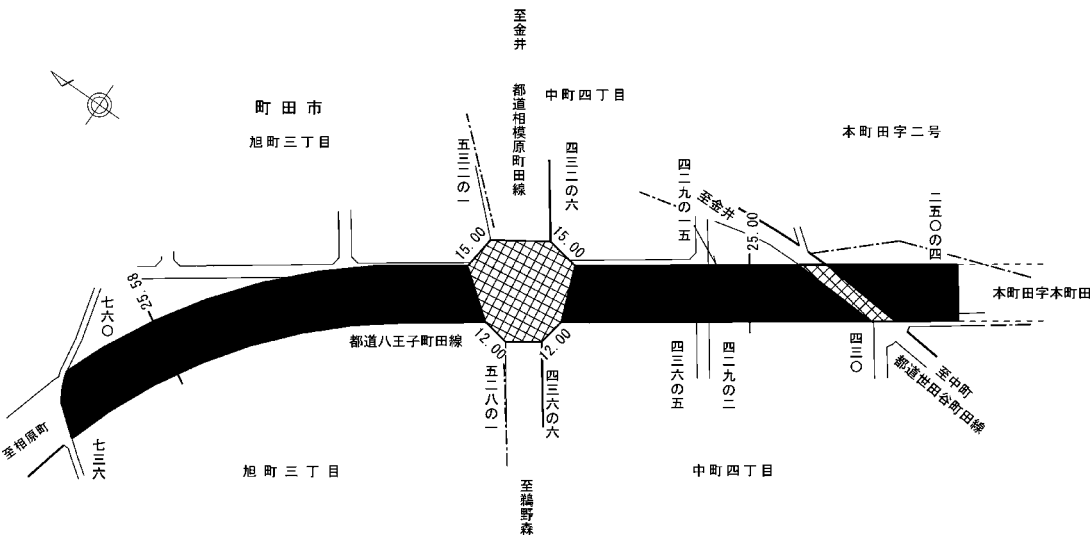 至金井
都道相模原町田線
中町四丁目
町田市
旭町三丁目
本町田字二号
五三二の一
四三二の六
四二九の一五
至金井
25.00
二五〇の四
15.00
15.00
25.58
七六〇
本町田字本町田
都道八王子町田線
12.00
12.00
五二八の一
四三六の六
四三六の五
四二九の二
四三〇
至中町
都道世田谷町田線
至相原町
七三六
旭町三丁目
中町四丁目
至鵜野森